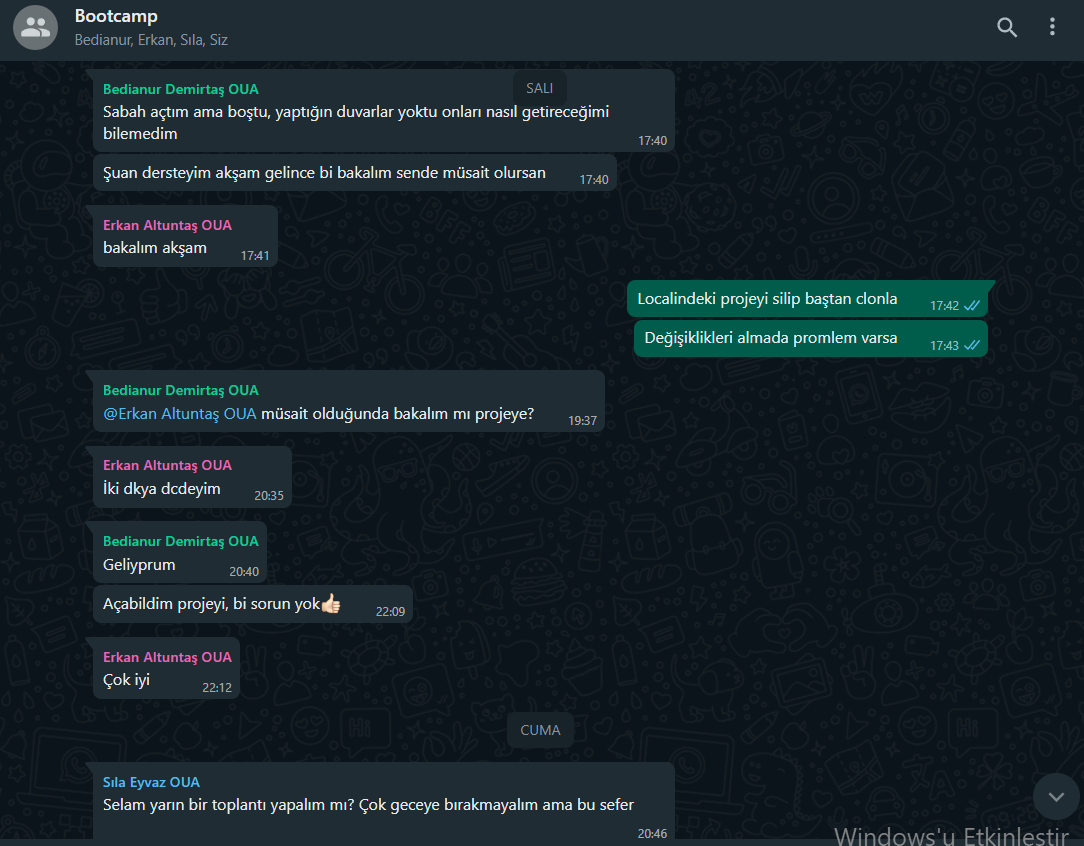 Bootcamp
Bedianur, Erkan, Sıla, Siz
SALI
Bedianur Demirtaş OUA
Sabah açtım ama boştu, yaptığın duvarlar yoktu onları nasıl getireceğimi
bilemedim
17:40
Şuan dersteyim akşam gelince bi bakalım sende müsait olursan
17:40
Erkan Altuntaş OUA
bakalım akşam
17:41
Localindeki projeyi silip baştan clonla
17:42
Değişiklikleri almada promlem varsa
17:43
Bedianur Demirtaş OUA
@Erkan Altuntaş OUA müsait olduğunda bakalım mı projeye?
19:37
Erkan Altuntaş OUA
İki dkya dcdeyim
20:35
Bedianur Demirtaş OUA
Geliyprum
20:40
Açabildim projeyi, bi sorun yok👍🏻
22:09
Erkan Altuntaş OUA
Çok iyi
22:12
CUMA
Sıla Eyvaz OUA
Selam yarın bir toplantı yapalım mı? Çok geceye bırakmayalım ama bu sefer
20:46
Windows'u Etkinleştir